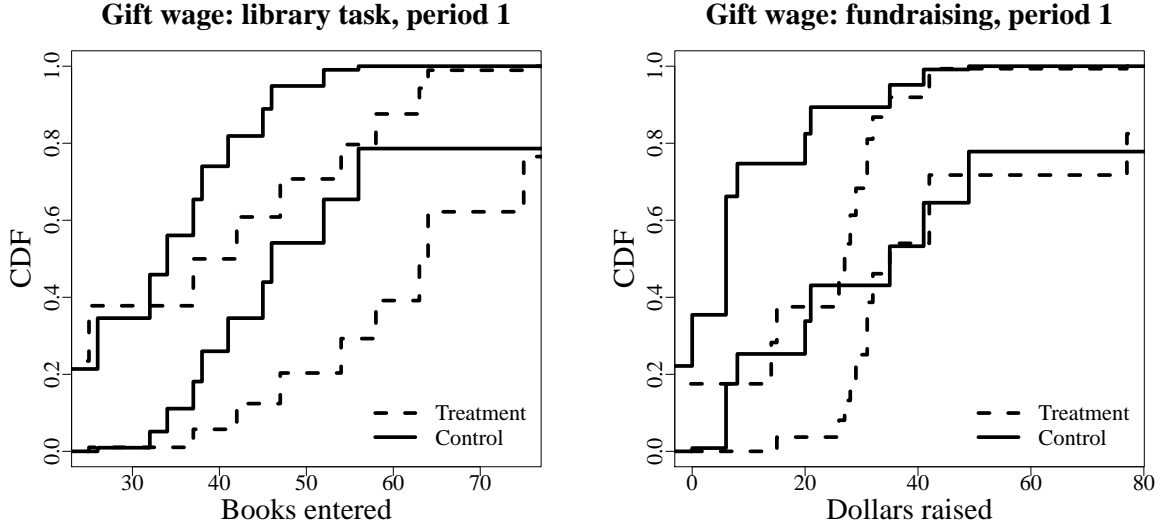 Gift wage: library task, period 1
CDF
1.0
0.8
0.6
0.4
0.2
0.0
Treatment
Control
30 40 50 60 70
Books entered
Gift wage: fundraising, period 1
CDF
1.0
0.8
0.6
0.4
0.2
0.0
Treatment
Control
0 20 40 60 80
Dollars raised